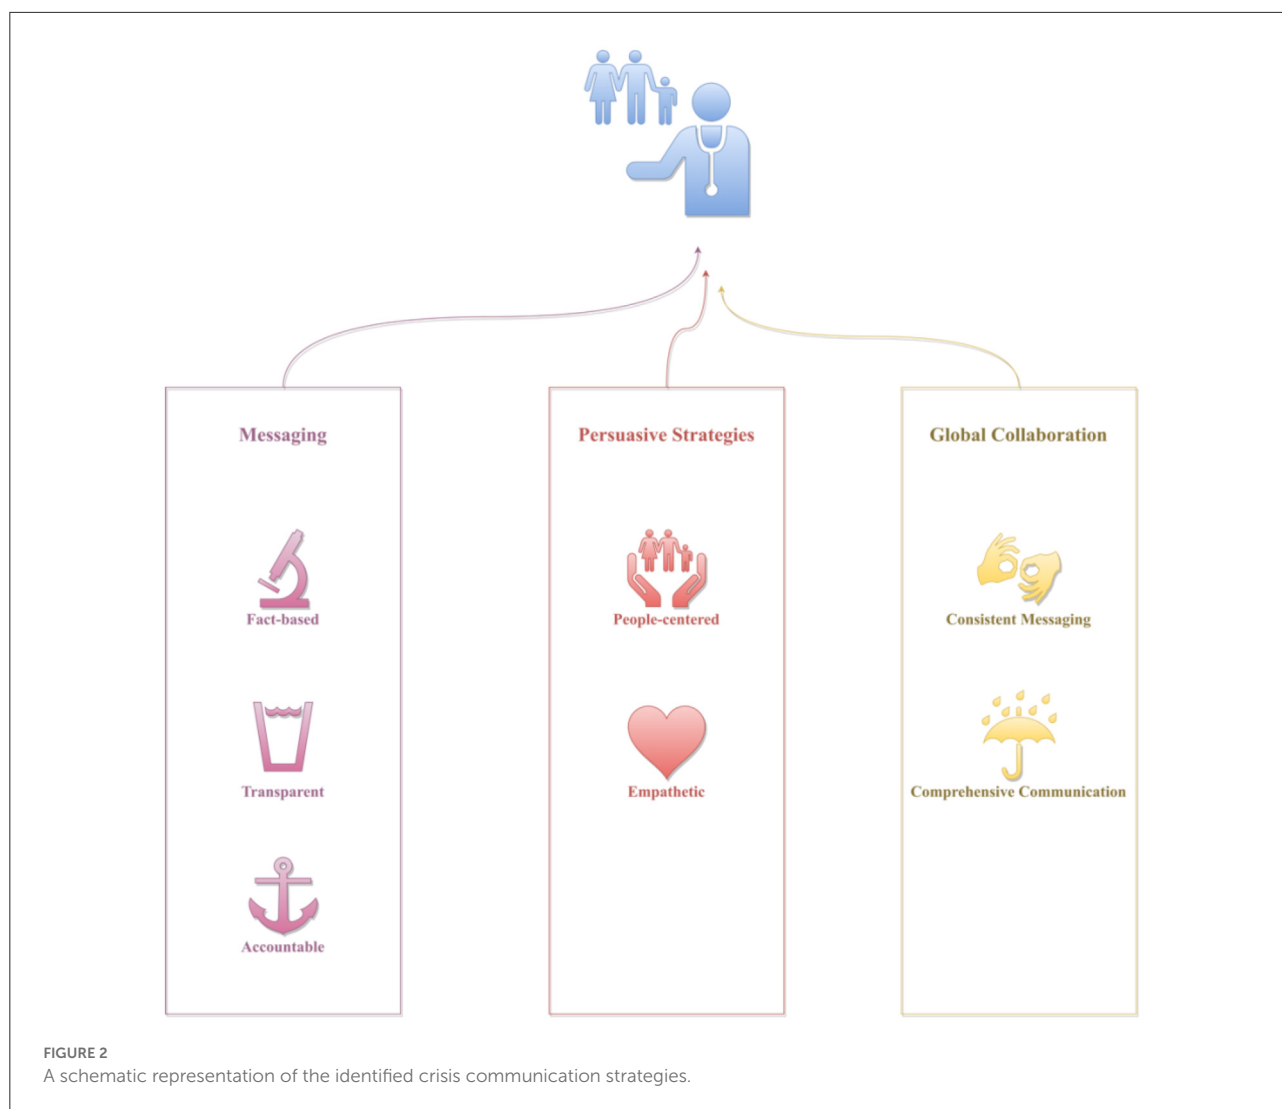 Messaging
Fact-based
Transparent
Accountable
Persuasive Strategies
People-centered
Empathetic
Global Collaboration
Consistent Messaging
Comprehensive Communication
FIGURE 2
A schematic representation of the identified crisis communication strategies.